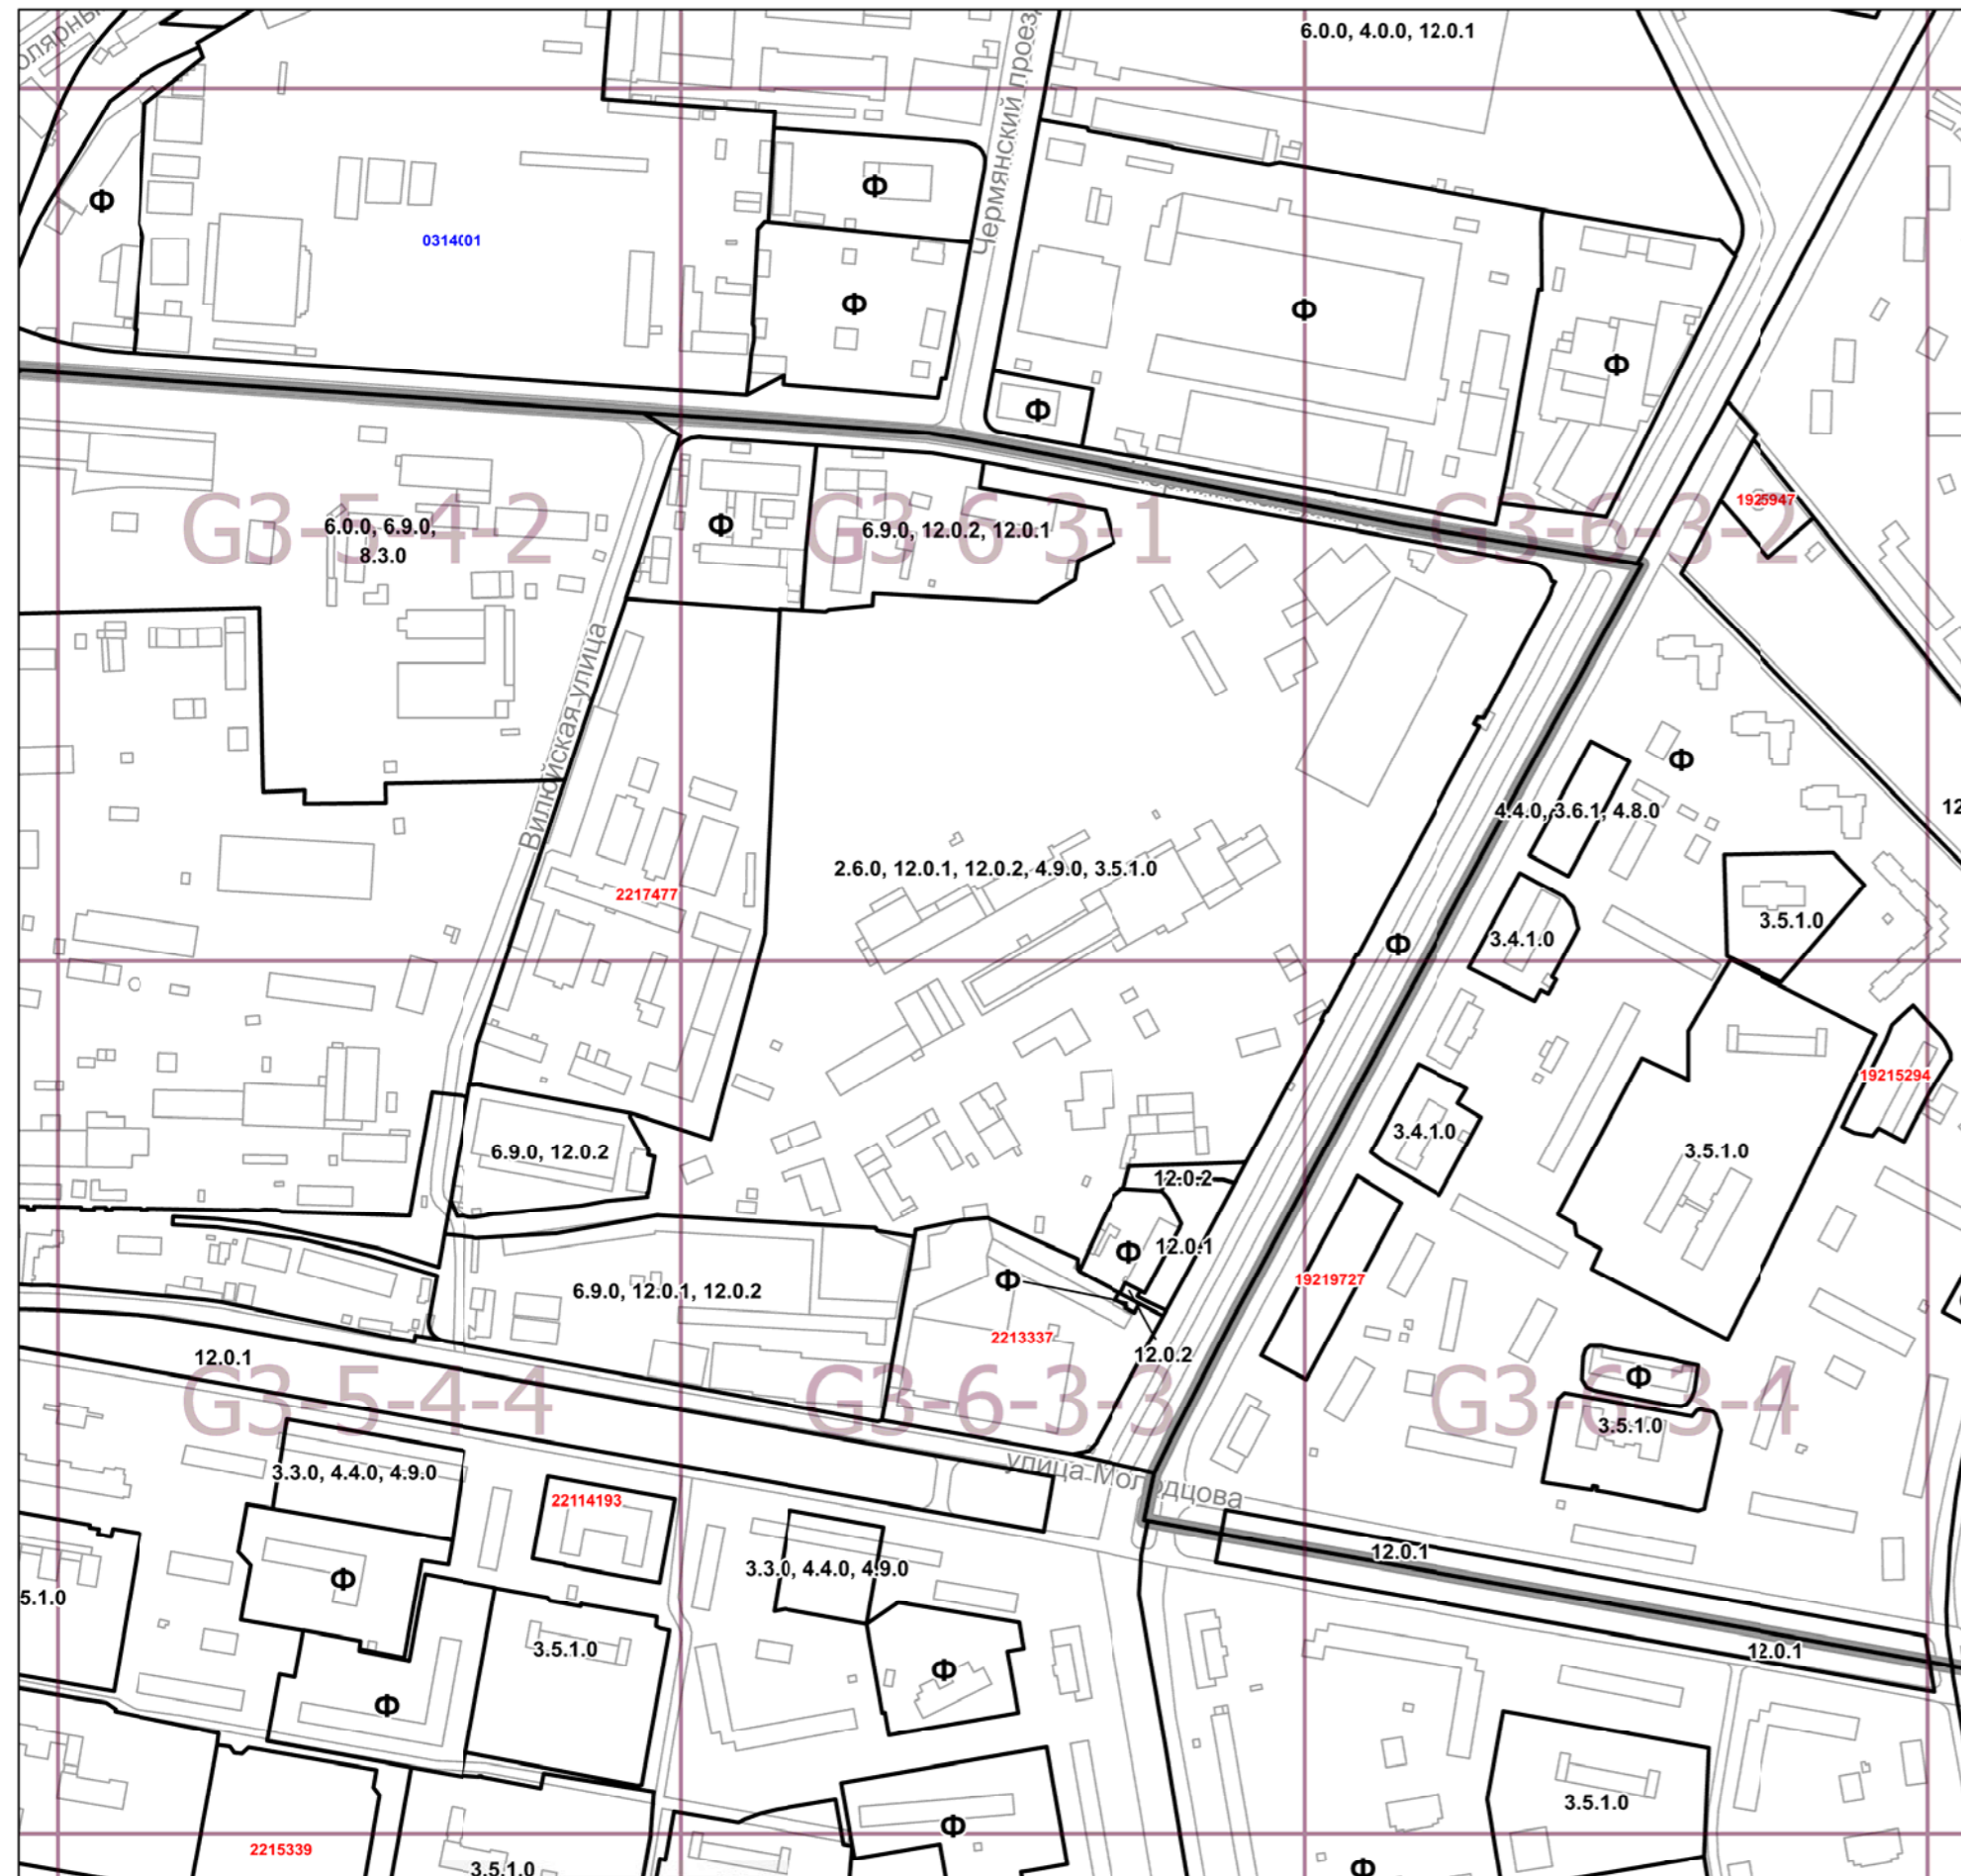 6.0.0, 4.0.0, 12.0.1
Чермянский проез
Ф
Ф
0314001
Ф
Ф
Ф
Ф
1925947
G3-5-4-2
6.0.0, 6.9.0,
8.3.0
Ф
G3-6-3-1
6.9.0, 12.0.2, 12.0.1
G3-6-3-2
Вилюйская улица
Ф
4.4.0, 3.6.1, 4.8.0
12
2.6.0, 12.0.1, 12.0.2, 4.9.0, 3.5.1.0
2217477
3.5.1.0
3.4.1.0
Ф
19215294
3.4.1.0
6.9.0, 12.0.2
3.5.1.0
12.0.2
Ф
12.0.1
Ф
19219727
6.9.0, 12.0.1, 12.0.2
2213337
12.0.2
12.0.1
Ф
G3-5-4-4
G3-6-3-3
G3-6-3-4
3.5.1.0
3.3.0, 4.4.0, 4.9.0
улица Молодцова
22114193
12.0.1
3.3.0, 4.4.0, 4.9.0
Ф
5.1.0
3.5.1.0
12.0.1
Ф
Ф
3.5.1.0
Ф
2215339
3.5.1.0
Ф